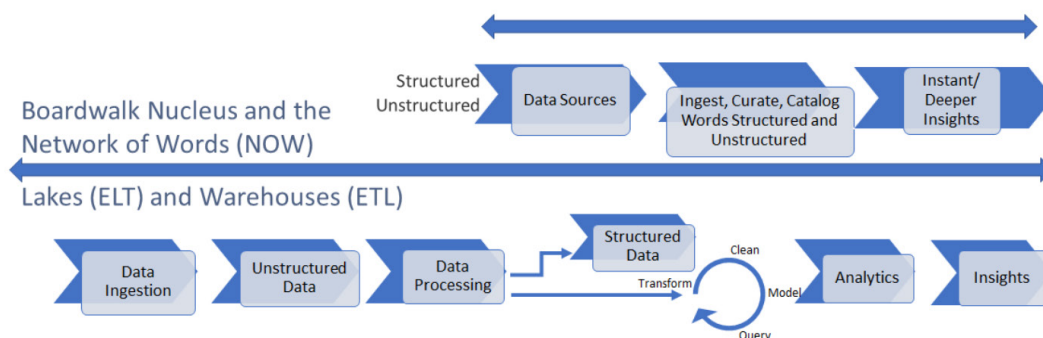 Structured
Unstructured
Data Sources
Ingest, Curate, Catalog
Words Structured and
Unstructured
Instant/
Deeper
Insights
Boardwalk Nucleus and the
Network of Words (NOW)
Lakes (ELT) and Warehouses (ETL)
Data
Ingestion
Unstructured
Data
Data
Processing
Structured
Data
Transform
Clean
Model
Query
Analytics
Insights